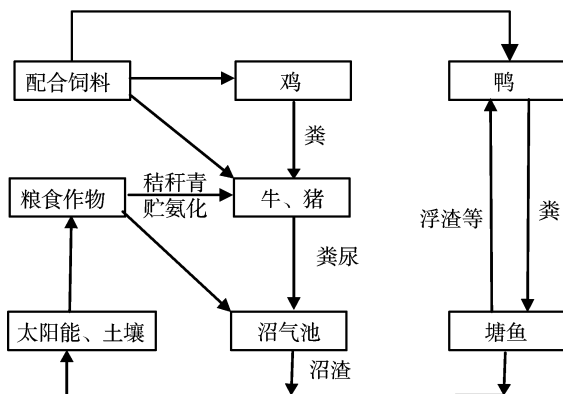 配合饲料
鸡
鸭
粪
粮食作物
秸秆青
贮氨化
牛、猪
浮渣等
粪
粪尿
太阳能、土壤
沼气池
塘鱼
沼渣